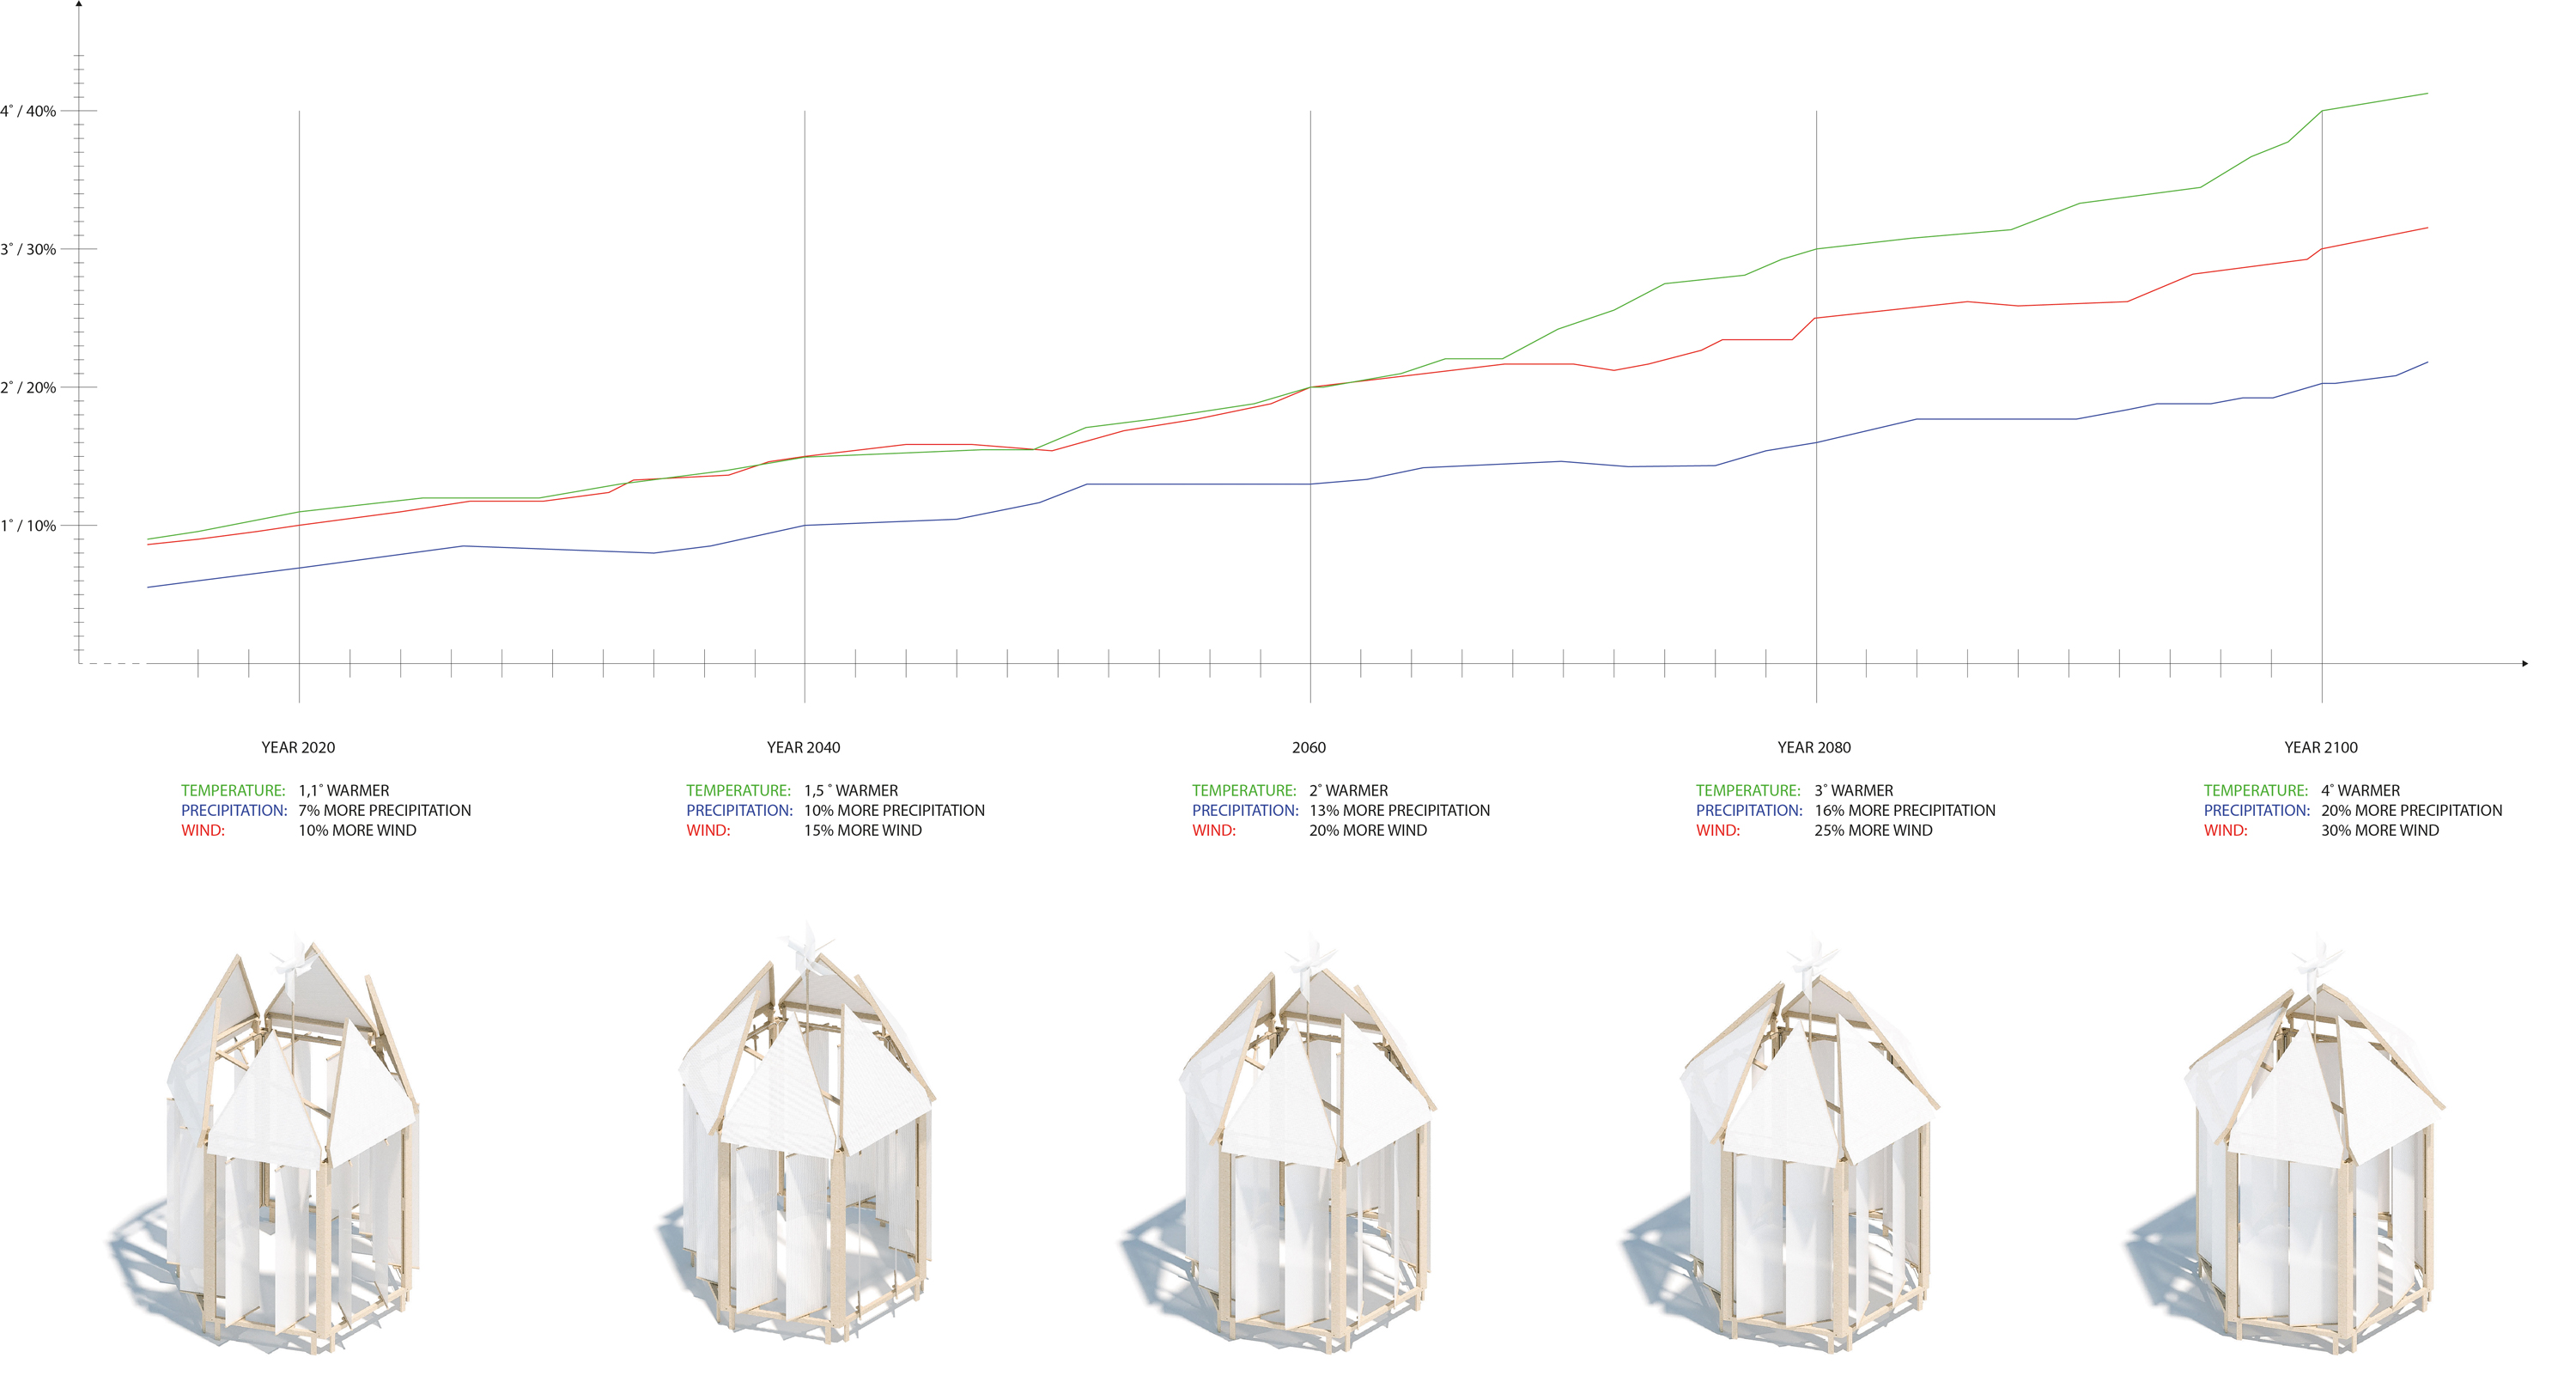 4° / 40%
3° / 30%
2° / 20%
1° / 10%
YEAR 2020
TEMPERATURE: 1,1° WARMER
PRECIPITATION: 7% MORE PRECIPITATION
WIND: 10% MORE WIND
YEAR 2040
TEMPERATURE: 1,5 ° WARMER
PRECIPITATION: 10% MORE PRECIPITATION
WIND: 15% MORE WIND
2060
TEMPERATURE: 2° WARMER
PRECIPITATION: 13% MORE PRECIPITATION
WIND: 20% MORE WIND
YEAR 2080
TEMPERATURE: 3° WARMER
PRECIPITATION: 16% MORE PRECIPITATION
WIND: 25% MORE WIND
YEAR 2100
TEMPERATURE: 4° WARMER
PRECIPITATION: 20% MORE PRECIPITATION
WIND: 30% MORE WIND